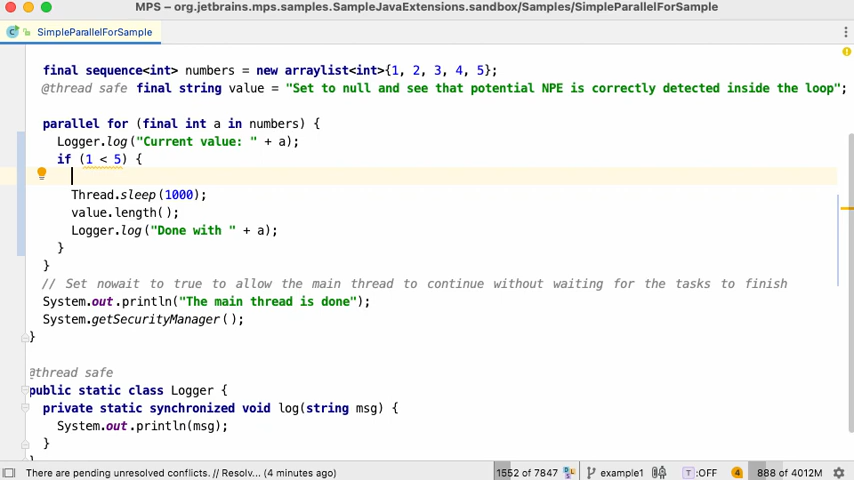 MPS – org.jetbrains.mps.samples.SampleJavaExtensions.sandbox/Samples/SimpleParallelForSample
SimpleParallelForSample
final sequence<int> numbers = new arraylist<int>{1, 2, 3, 4, 5};
@thread safe final string value = "Set to null and see that potential NPE is correctly detected inside the loop";
parallel for (final int a in numbers) {
Logger.log("Current value: " + a);
if (1 < 5) {
Thread.sleep(1000);
value.length();
Logger.log("Done with " + a);
}
}
// Set nowait to true to allow the main thread to continue without waiting for the tasks to finish
System.out.println("The main thread is done");
System.getSecurityManager();
}
@thread safe
public static class Logger {
private static synchronized void log(string msg) {
System.out.println(msg);
}
There are pending unresolved conflicts. // Resolv... (4 minutes ago) 1552 of 7847 example1 T :OFF 4 888 of 4012M